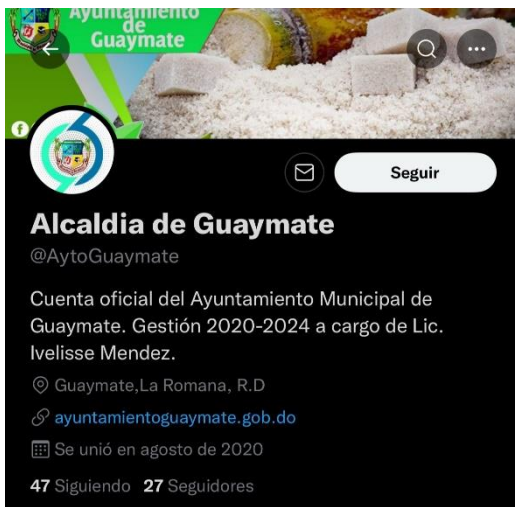 Ayuntamiento
de
Guaymate
Seguir
Alcaldia de Guaymate
@AytoGuaymate
Cuenta oficial del Ayuntamiento Municipal de
Guaymate. Gestión 2020-2024 a cargo de Lic.
Ivelisse Mendez.
Guaymate,La Romana, R.D
ayuntamientoguaymate.gob.do
Se unió en agosto de 2020
47 Siguiendo 27 Seguidores